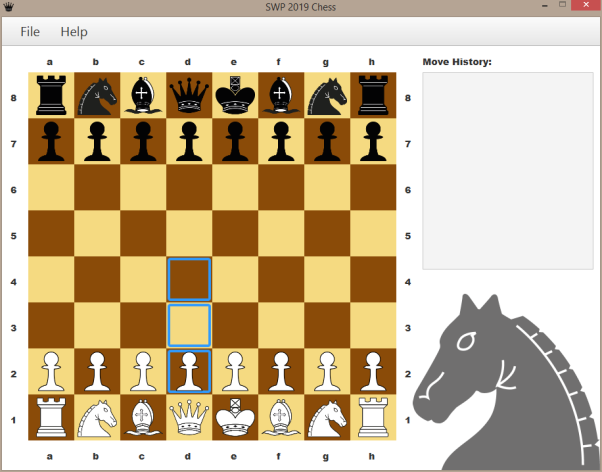 SWP 2019 Chess
File Help
a b c d e f g h
Move History:
8 8
7 7
6 6
5 5
4 4
3 3
2 2
1 1
a b c d e f g h